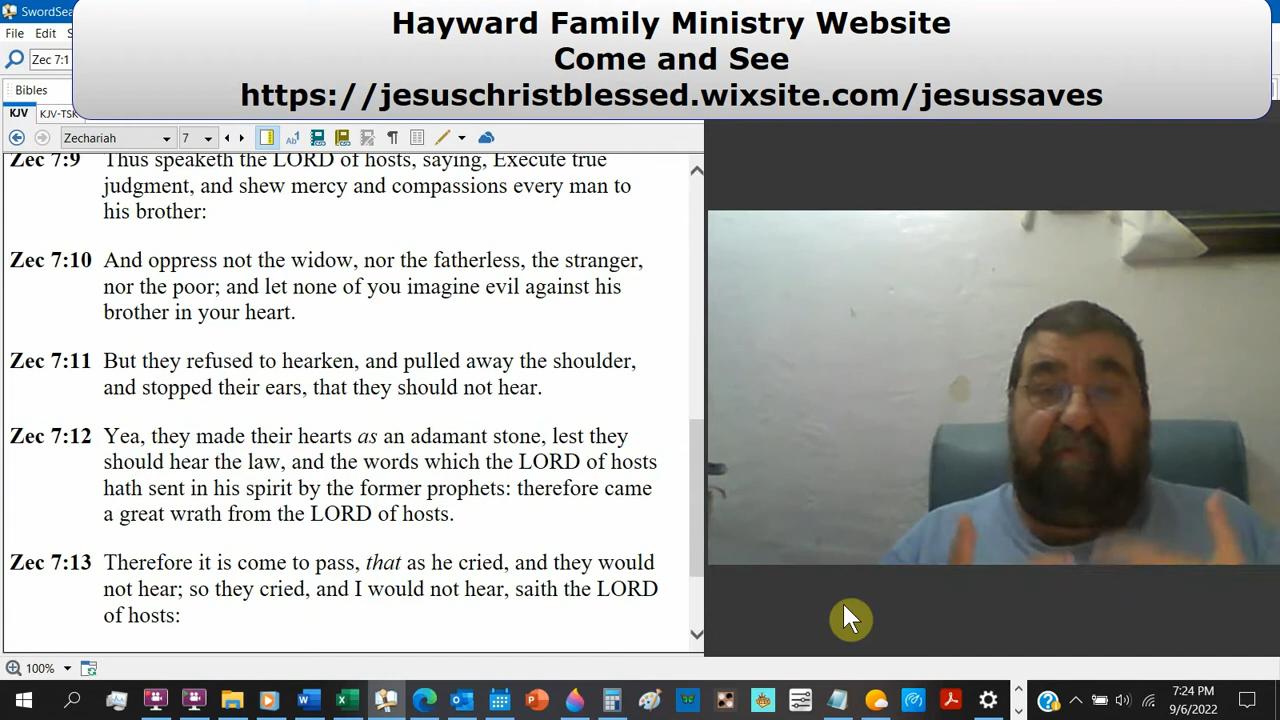 Hayward Family Ministry Website
Come and See
https://jesuschristblessed.wixsite.com/jesussaves
SwordSea
File Edit S
Zec 7:1
Bibles
KJV KJV-TSK
Zechariah 7
Zec 7:9 Thus speaketh the LORD of hosts, saying, Execute true
judgment, and shew mercy and compassions every man to
his brother:
Zec 7:10 And oppress not the widow, nor the fatherless, the stranger,
nor the poor; and let none of you imagine evil against his
brother in your heart.
Zec 7:11 But they refused to hearken, and pulled away the shoulder,
and stopped their ears, that they should not hear.
Zec 7:12 Yea, they made their hearts as an adamant stone, lest they
should hear the law, and the words which the LORD of hosts
hath sent in his spirit by the former prophets: therefore came
a great wrath from the LORD of hosts.
Zec 7:13 Therefore it is come to pass, that as he cried, and they would
not hear; so they cried, and I would not hear, saith the LORD
of hosts:
100%
7:24 PM
9/6/2022